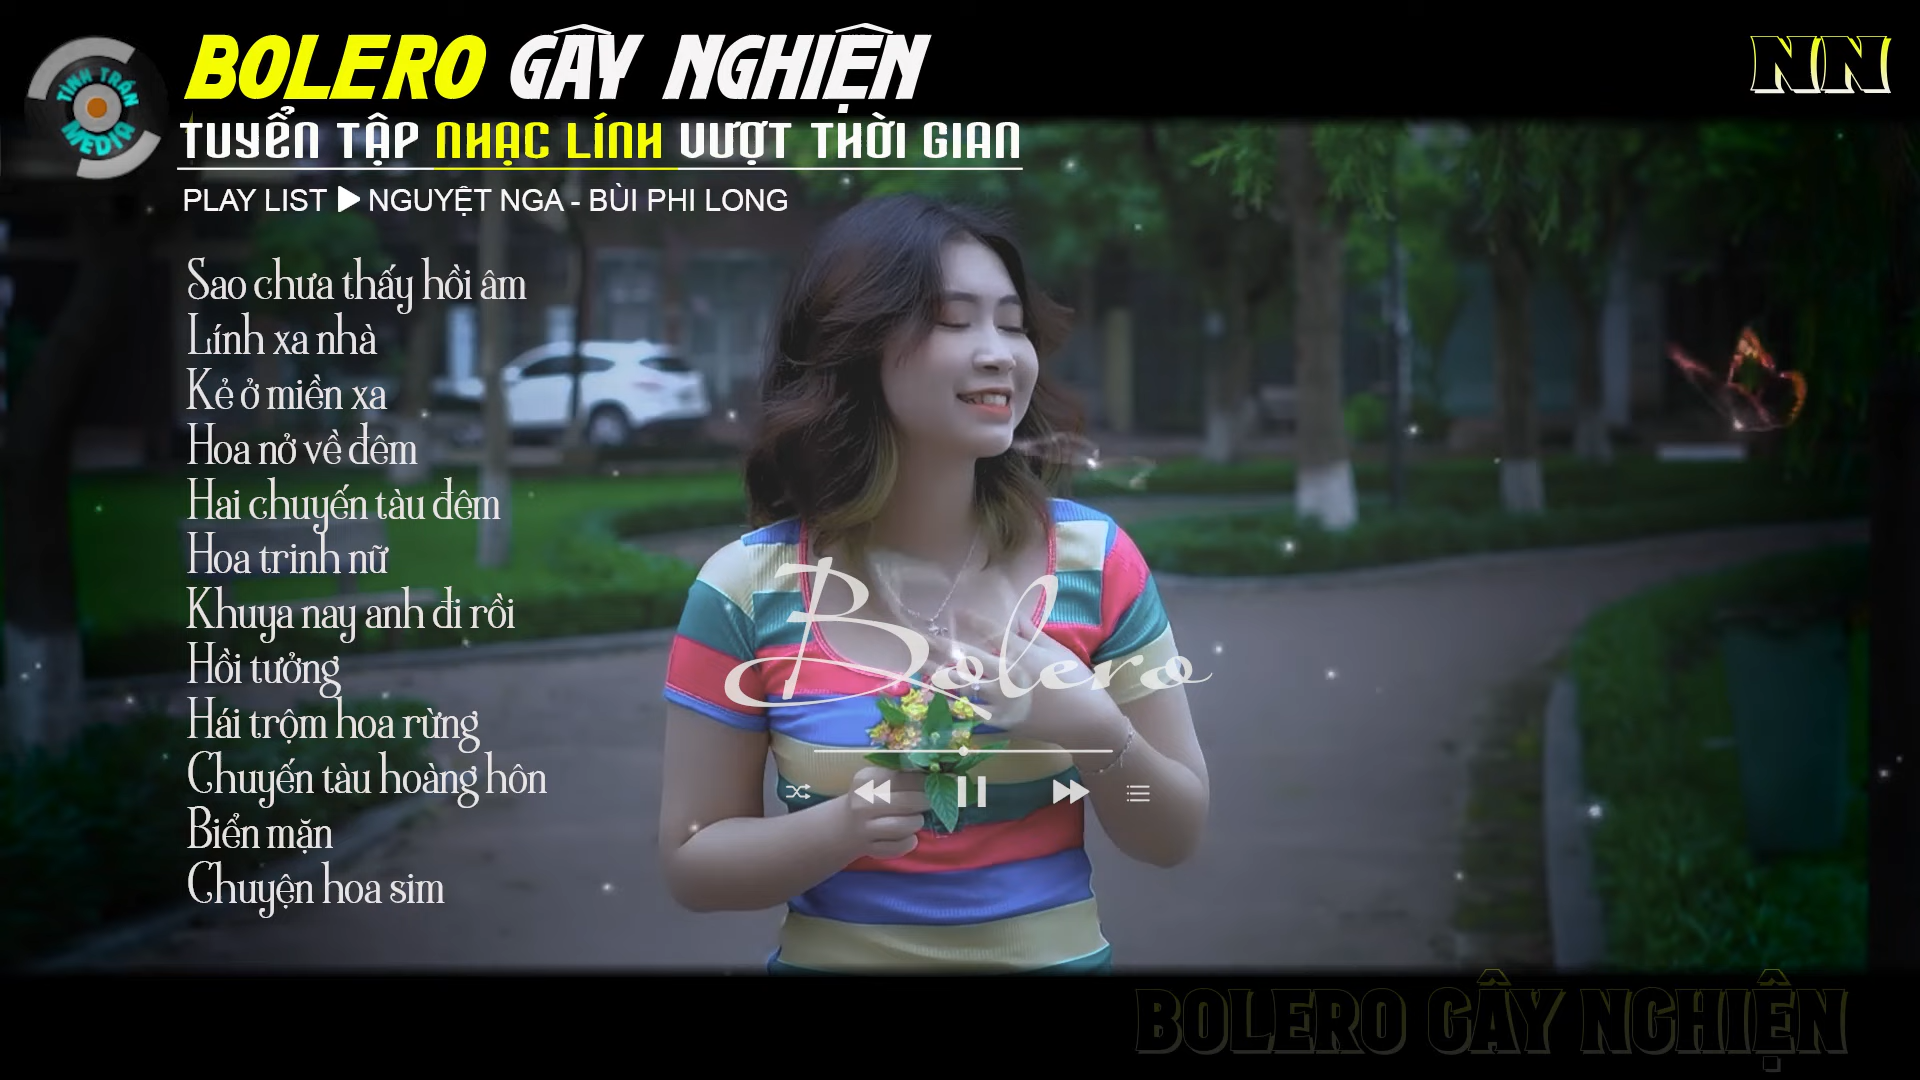 TÌNH TRẦN MEDIA
BOLERO GÂY NGHIỆN
NN
TUYỂN TẬP NHẠC LÍNH VƯỢT THỜI GIAN
PLAY LIST ▶ NGUYỆT NGA - BÙI PHI LONG
Sao chưa thấy hồi âm
Lính xa nhà
Kẻ ở miền xa
Hoa nở về đêm
Hai chuyến tàu đêm
Hoa trinh nữ
Khuya nay anh đi rồi
Hồi tưởng
Hái trộm hoa rừng
Chuyến tàu hoàng hôn
Biển mặn
Chuyện hoa sim
Bolero
BOLERO GÂY NGHIỆN